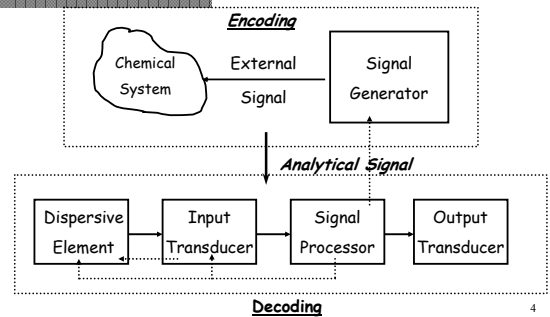 Encoding
Chemical
System
External
Signal
Signal
Generator
Analytical Signal
Dispersive
Element
Input
Transducer
Signal
Processor
Output
Transducer
Decoding
4